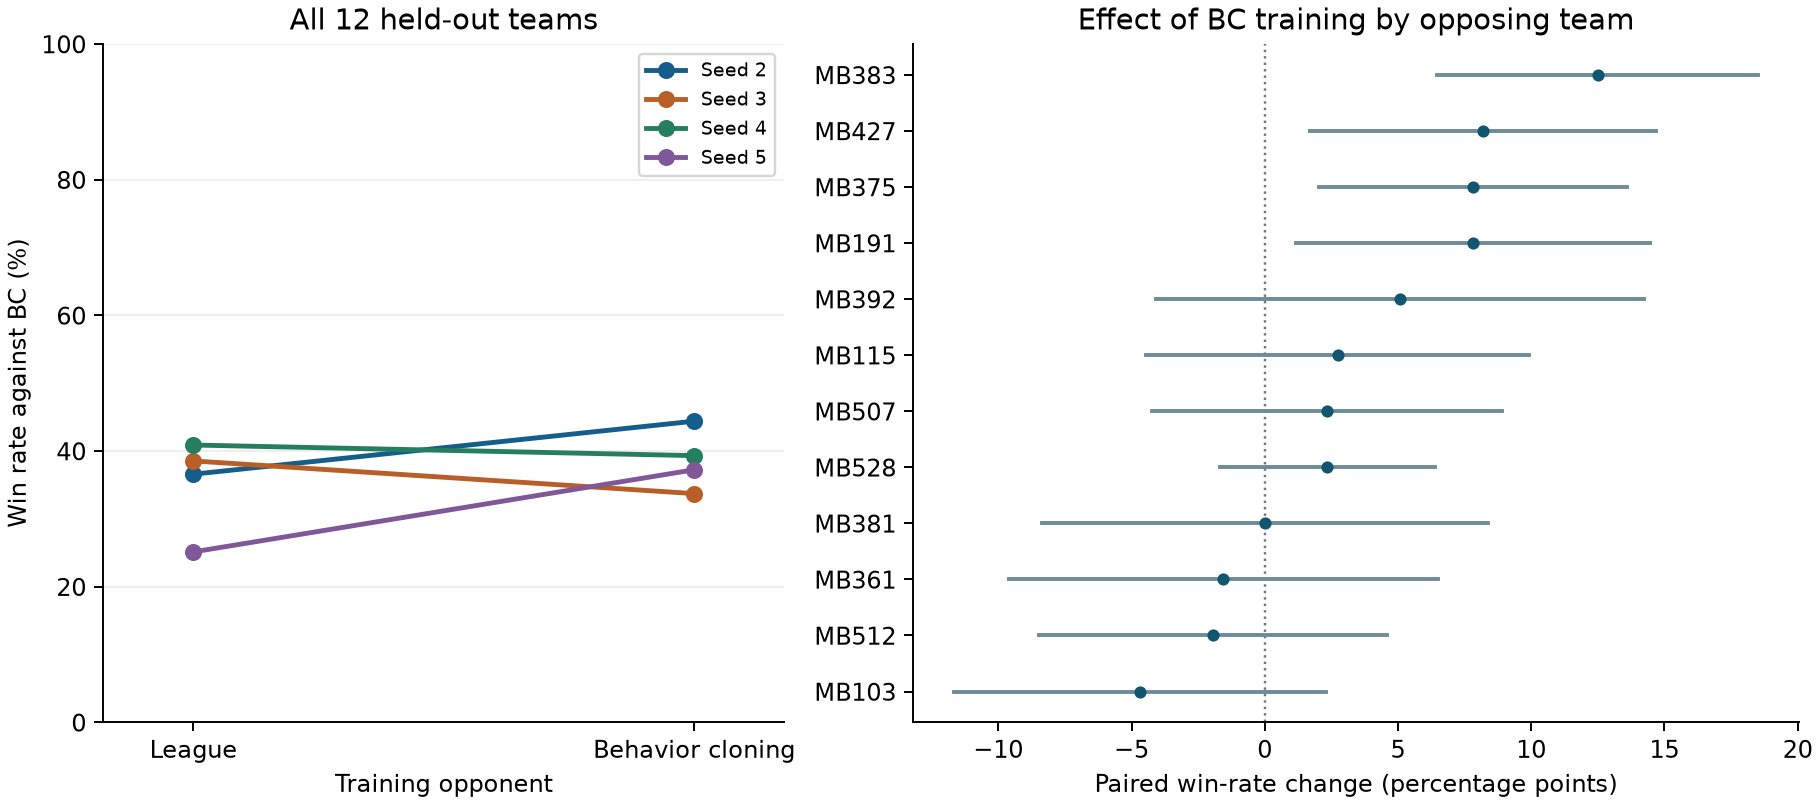 All 12 held-out teams
Win rate against BC (%)
100
80
60
40
20
0
Seed 2
Seed 3
Seed 4
Seed 5
League
Behavior cloning
Training opponent
Effect of BC training by opposing team
MB383
MB427
MB375
MB191
MB392
MB115
MB507
MB528
MB381
MB361
MB512
MB103
−10
−5
0
5
10
15
20
Paired win-rate change (percentage points)